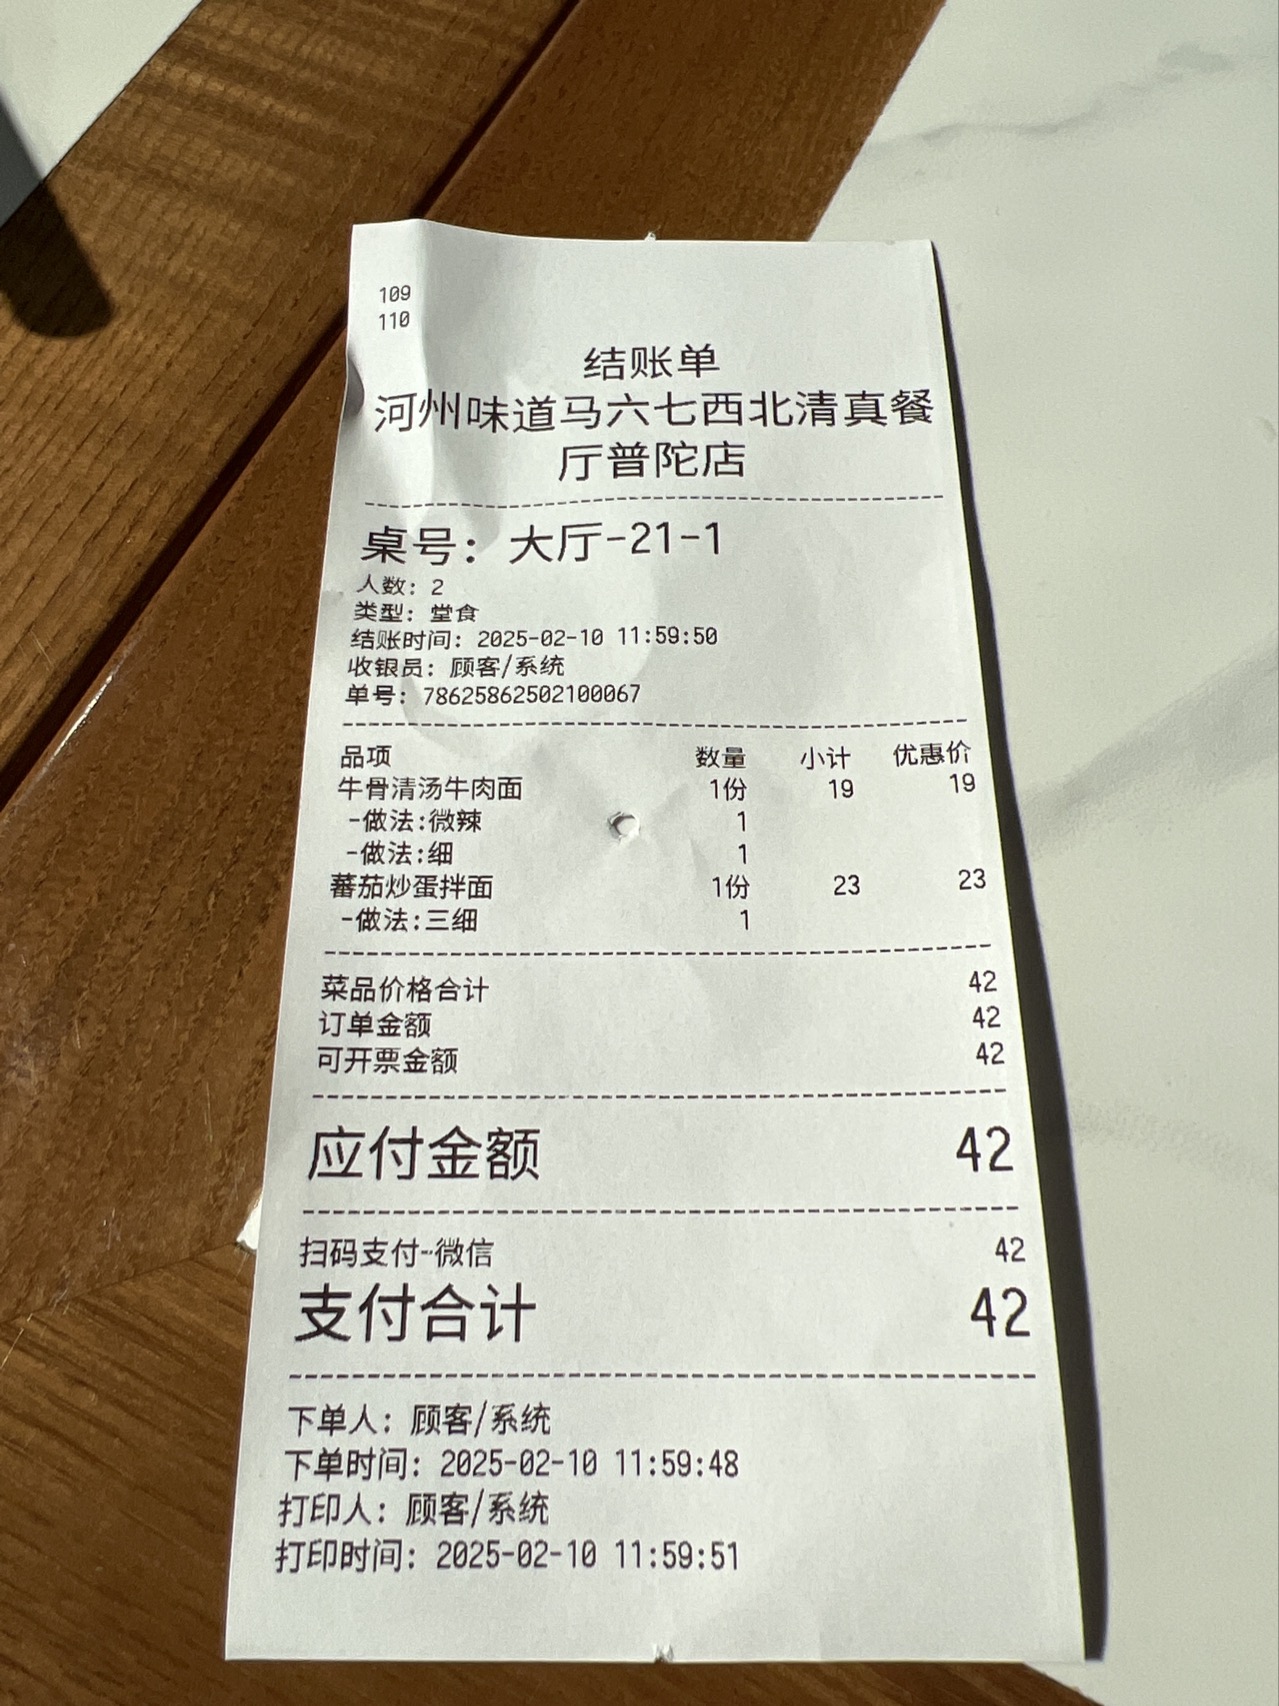 109
110
结账单
河州味道马六七西北清真餐
厅普陀店
桌号：大厅-21-1
人数：2
类型：堂食
结账时间：2025-02-10 11:59:50
收银员：顾客/系统
单号：78625862502100067
品项 数量 小计 优惠价
牛骨清汤牛肉面 1份 19 19
-做法:微辣 1
-做法:细 1
蕃茄炒蛋拌面 1份 23 23
-做法:三细 1
菜品价格合计 42
订单金额 42
可开票金额 42
应付金额 42
扫码支付--微信 42
支付合计 42
下单人：顾客/系统
下单时间：2025-02-10 11:59:48
打印人：顾客/系统
打印时间：2025-02-10 11:59:51